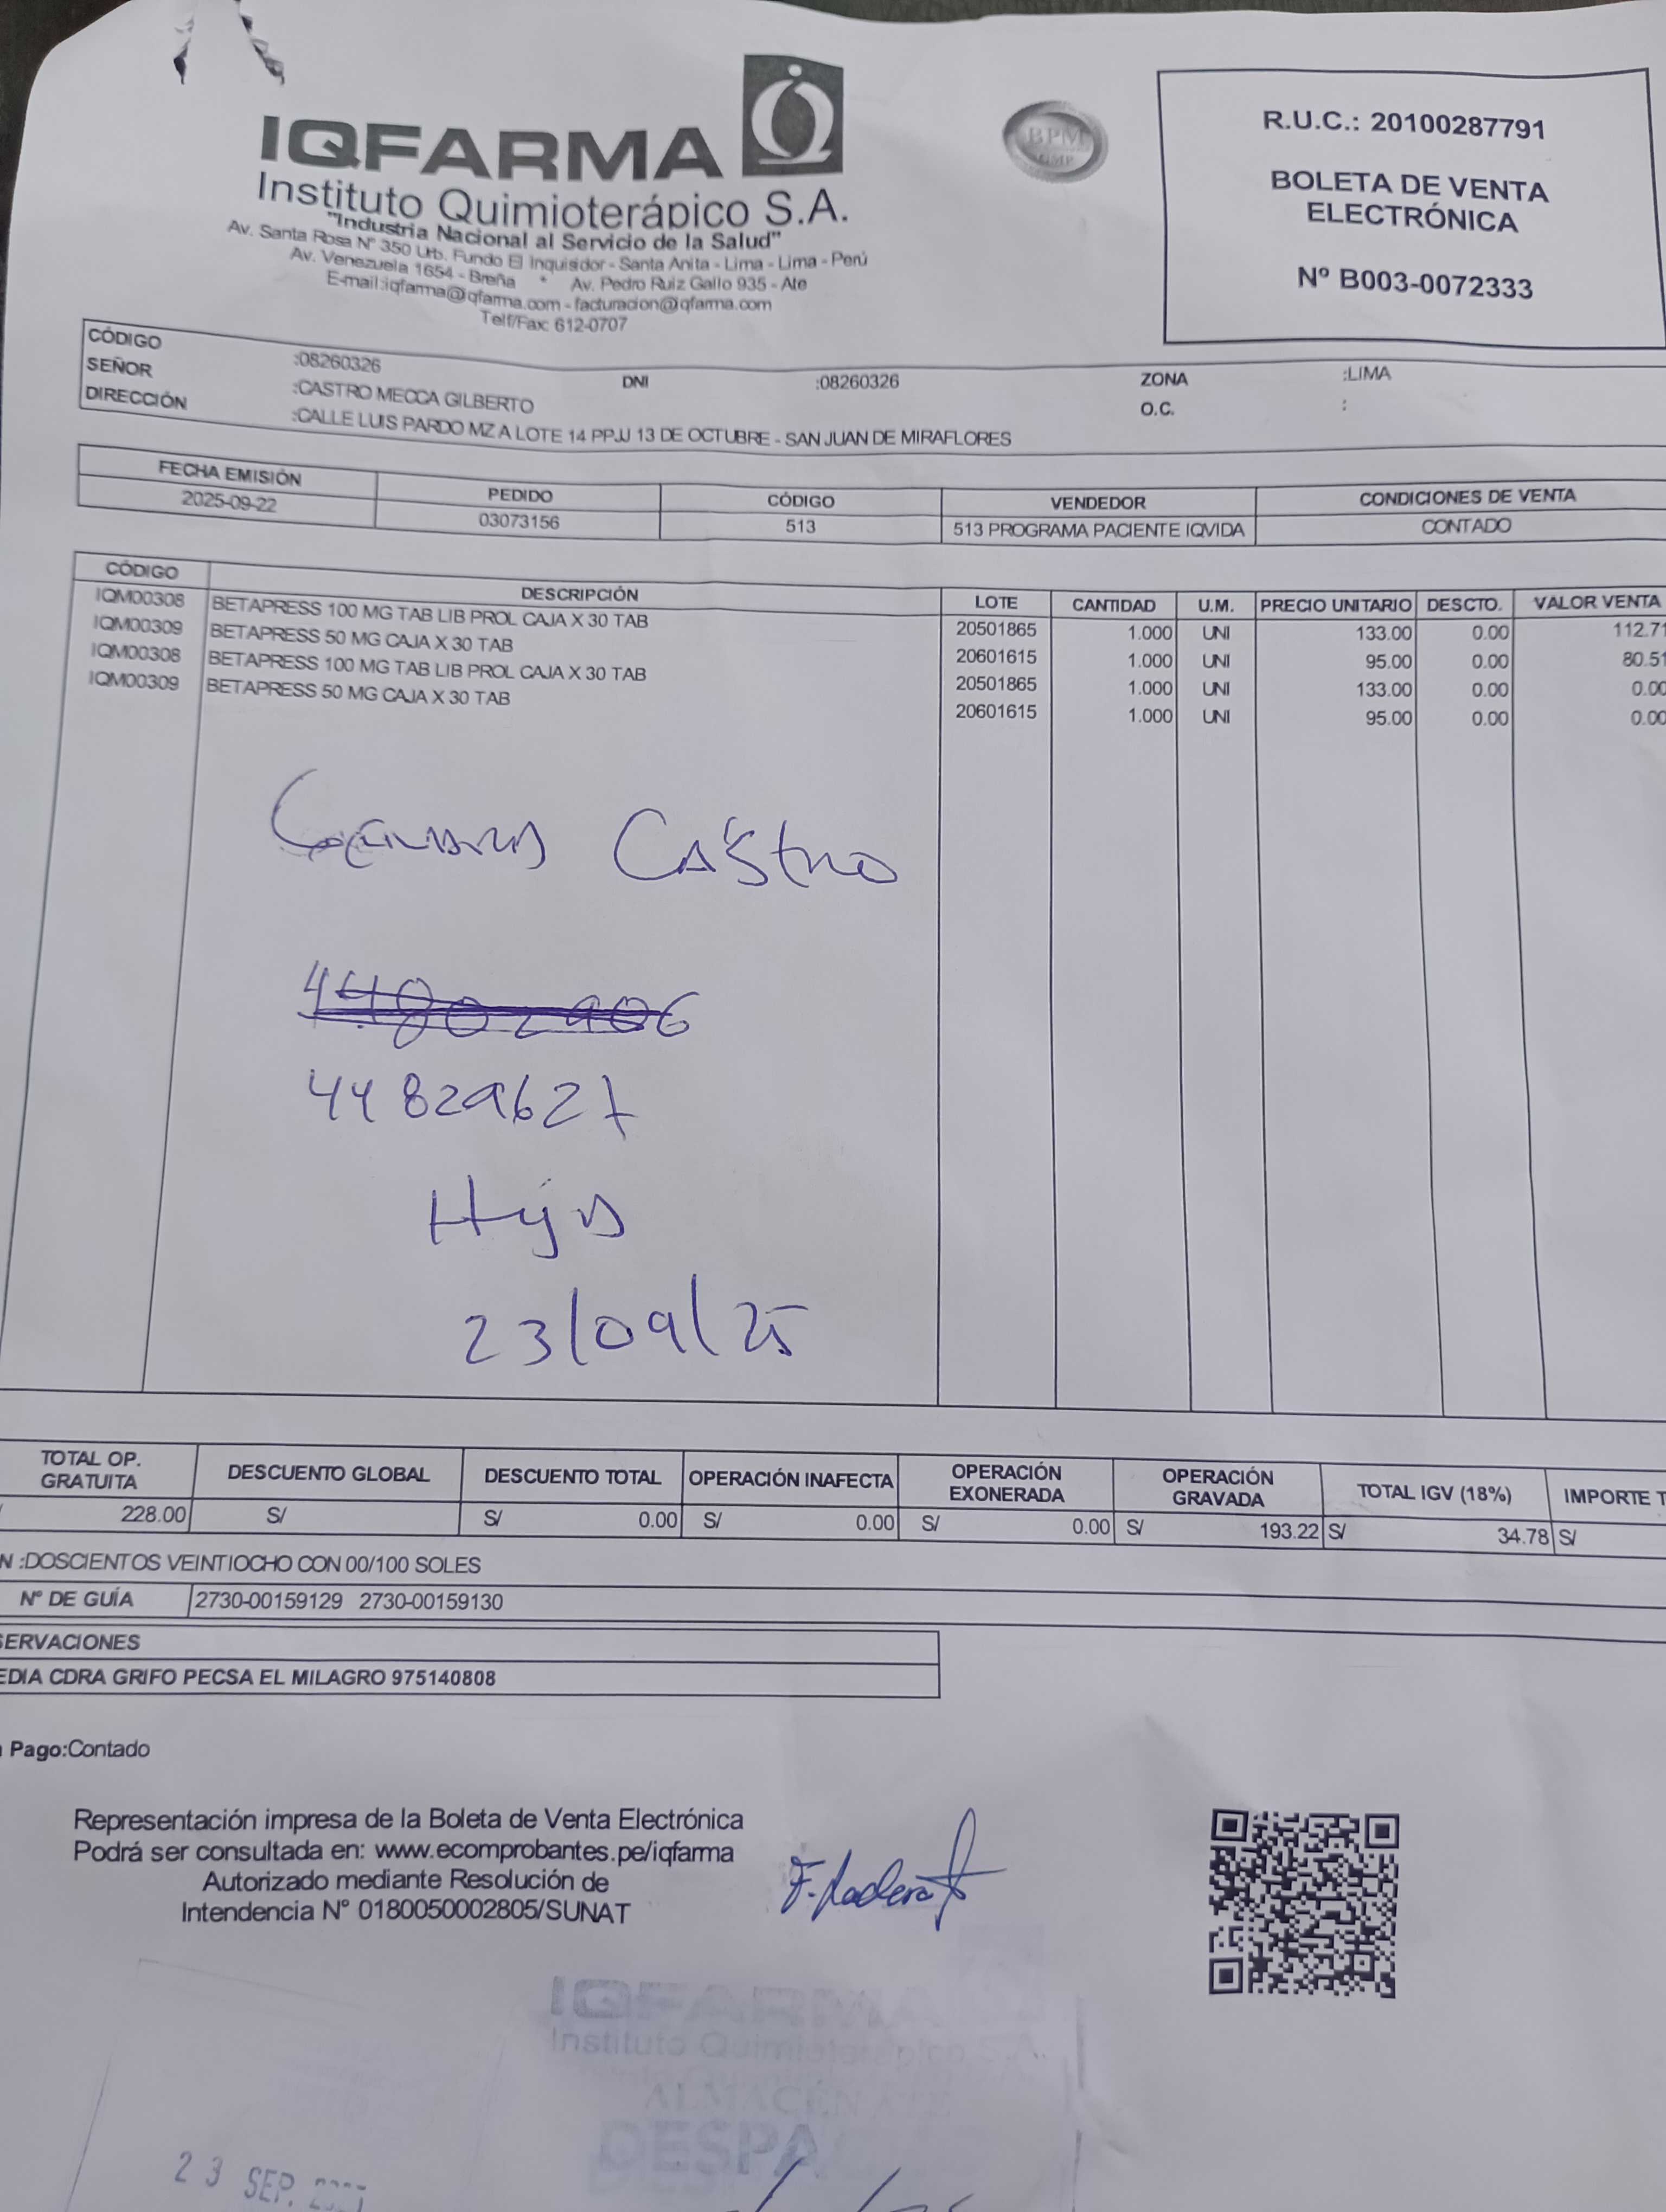 IQFARMA
Instituto Quimioterápico S.A.
"Industria Nacional al Servicio de la Salud"
Av. Santa Rosa N° 350 Urb. Fundo El Inquisidor - Santa Anita - Lima - Lima - Perú
Av. Venezuela 1654 - Breña * Av. Pedro Ruiz Gallo 935 - Ate
E-mail:iqfarma@iqfarma.com - facturacion@iqfarma.com
Telf/Fax: 612-0707
BPM
GMP
R.U.C.: 20100287791
BOLETA DE VENTA
ELECTRÓNICA
Nº B003-0072333
CÓDIGO :08260326 DNI :08260326 ZONA :LIMA
SEÑOR :CASTRO MECCA GILBERTO O.C. :
DIRECCIÓN :CALLE LUIS PARDO MZ A LOTE 14 PPJJ 13 DE OCTUBRE - SAN JUAN DE MIRAFLORES
FECHA EMISIÓN PEDIDO CÓDIGO VENDEDOR CONDICIONES DE VENTA
2025-09-22 03073156 513 513 PROGRAMA PACIENTE IQVIDA CONTADO
CÓDIGO DESCRIPCIÓN LOTE CANTIDAD U.M. PRECIO UNITARIO DESCTO. VALOR VENTA
IQM00308 BETAPRESS 100 MG TAB LIB PROL CAJA X 30 TAB 20501865 1.000 UNI 133.00 0.00 112.71
IQM00309 BETAPRESS 50 MG CAJA X 30 TAB 20601615 1.000 UNI 95.00 0.00 80.51
IQM00308 BETAPRESS 100 MG TAB LIB PROL CAJA X 30 TAB 20501865 1.000 UNI 133.00 0.00 0.00
IQM00309 BETAPRESS 50 MG CAJA X 30 TAB 20601615 1.000 UNI 95.00 0.00 0.00
Castro
44829627
23/09/25
TOTAL OP. GRATUITA DESCUENTO GLOBAL DESCUENTO TOTAL OPERACIÓN INAFECTA OPERACIÓN EXONERADA OPERACIÓN GRAVADA TOTAL IGV (18%) IMPORTE T
228.00 S/ S/ 0.00 S/ 0.00 S/ 0.00 S/ 193.22 S/ 34.78 S/
N :DOSCIENTOS VEINTIOCHO CON 00/100 SOLES
Nº DE GUÍA 2730-00159129 2730-00159130
SERVACIONES
EDIA CDRA GRIFO PECSA EL MILAGRO 975140808
Pago:Contado
Representación impresa de la Boleta de Venta Electrónica
Podrá ser consultada en: www.ecomprobantes.pe/iqfarma
Autorizado mediante Resolución de
Intendencia N° 0180050002805/SUNAT
IQFARMA
Instituto Quimioterápico S.A.
ALMACÉN ATE
DESPA
23 SEP.